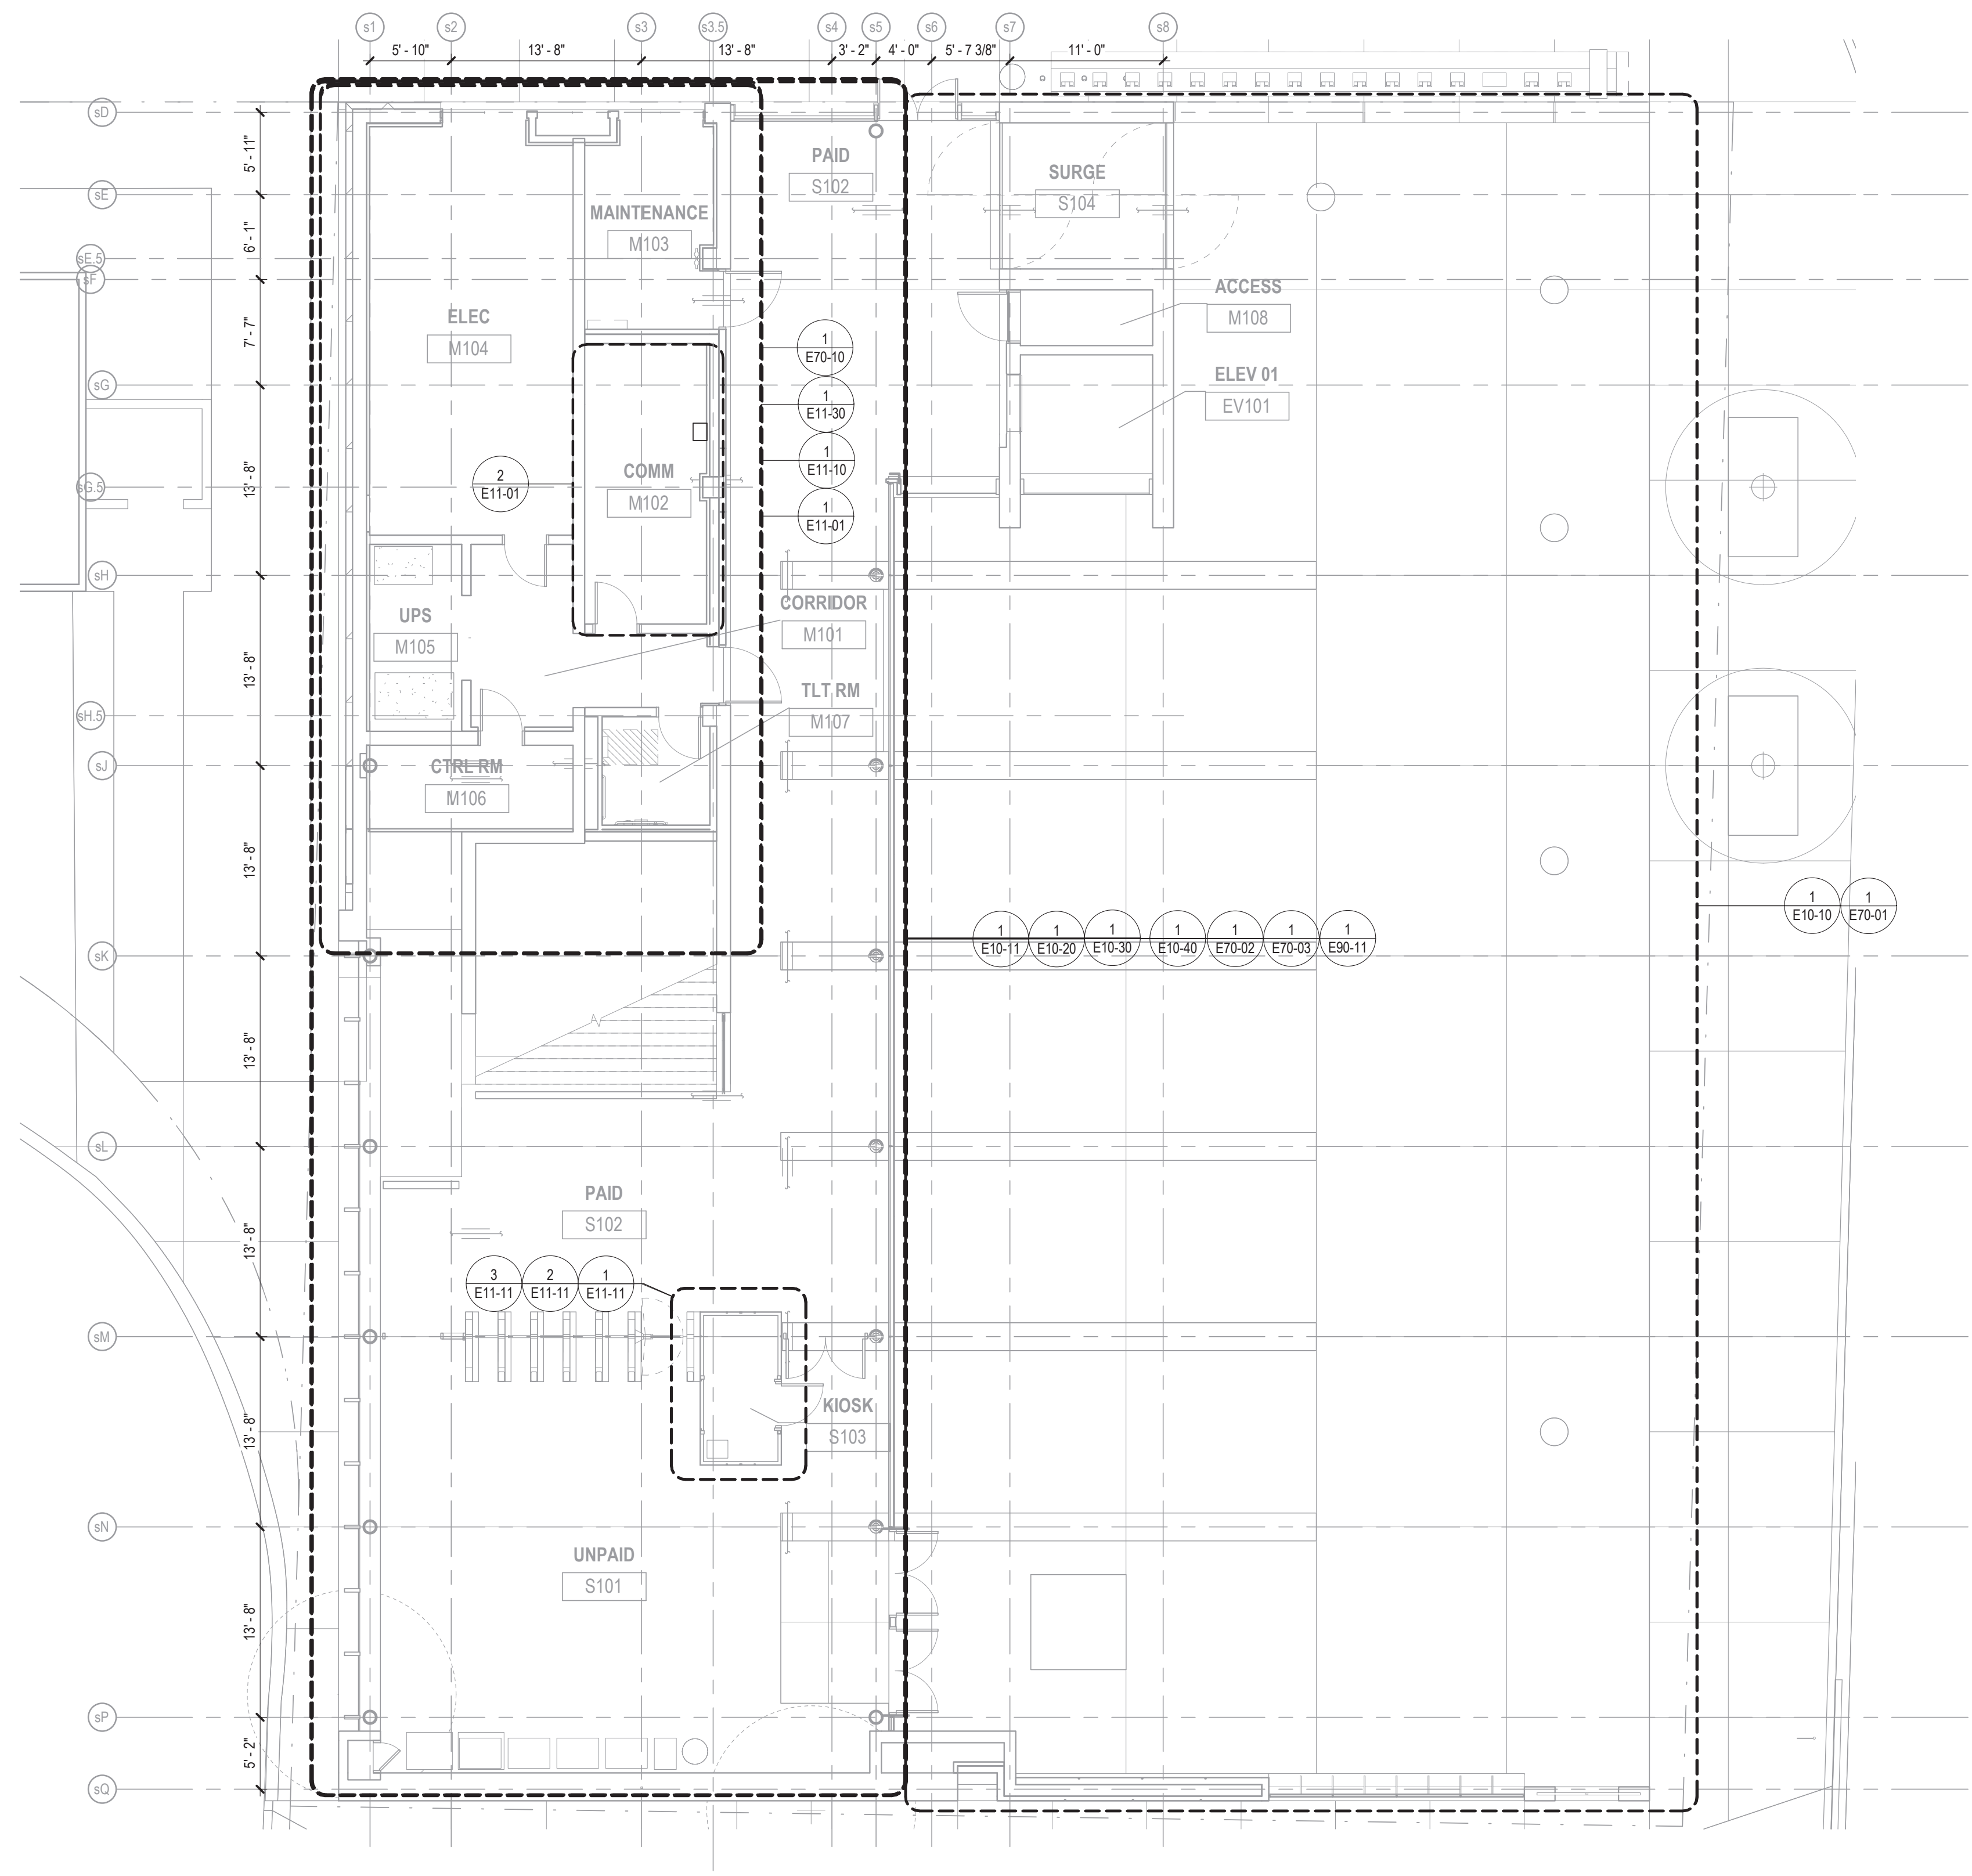 s1 s2 s3 s3.5 s4 s5 s6 s7 s8
5' - 10" 13' - 8" 13' - 8" 3' - 2" 4' - 0" 5' - 7 3/8" 11' - 0"
sD
5' - 11"
PAID
S102
SURGE
S104
sE
6' - 1"
MAINTENANCE
M103
sE.5
sF
ACCESS
M108
7' - 7"
ELEC
M104
1
E70-10
sG
ELEV 01
EV101
1
E11-30
1
E11-10
13' - 8"
sG.5
2
E11-01
COMM
M102
1
E11-01
sH
CORRIDOR
M101
UPS
M105
13' - 8"
TLT RM
M107
sH.5
sJ
CTRL RM
M106
13' - 8"
1
E10-10
1
E70-01
1
E10-11
1
E10-20
1
E10-30
1
E10-40
1
E70-02
1
E70-03
1
E90-11
sK
13' - 8"
sL
PAID
S102
13' - 8"
3
E11-11
2
E11-11
1
E11-11
sM
KIOSK
S103
13' - 8"
sN
UNPAID
S101
13' - 8"
sP
5' - 2"
sQ